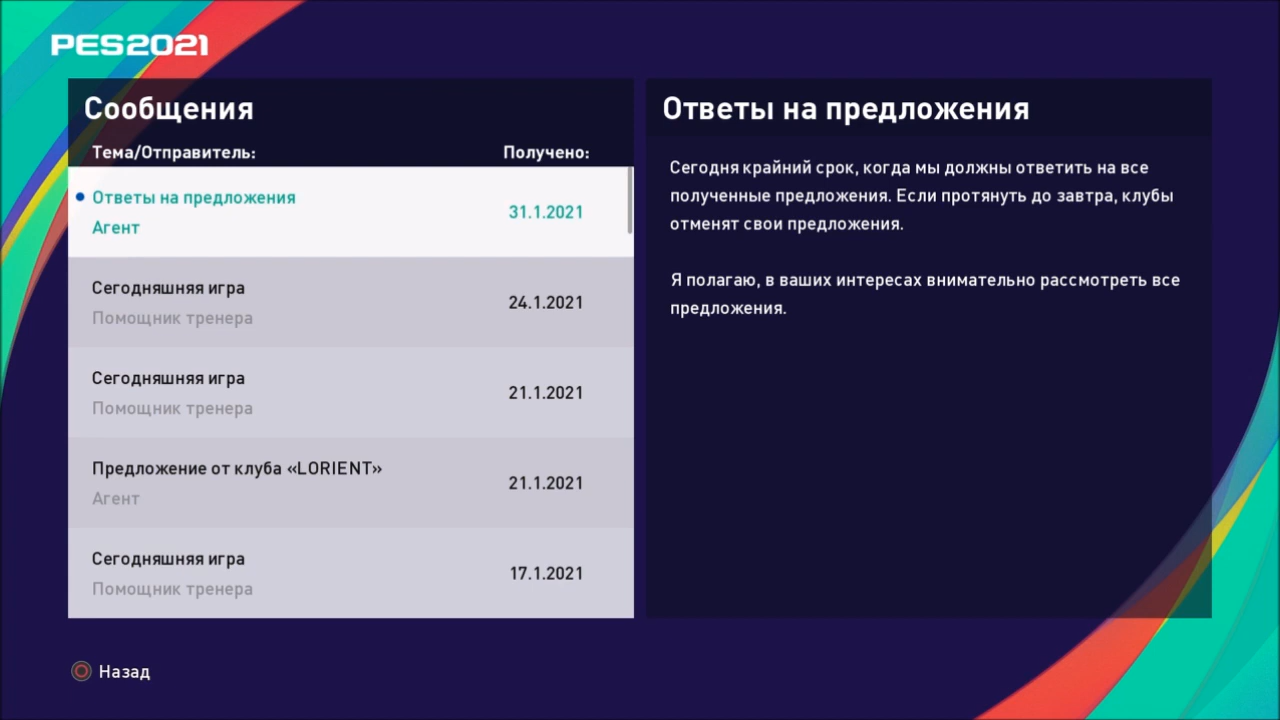 PES2021
Сообщения
Тема/Отправитель: Получено:
Ответы на предложения
Агент
31.1.2021
Сегодняшняя игра
Помощник тренера
24.1.2021
Сегодняшняя игра
Помощник тренера
21.1.2021
Предложение от клуба «LORIENT»
Агент
21.1.2021
Сегодняшняя игра
Помощник тренера
17.1.2021
Ответы на предложения
Сегодня крайний срок, когда мы должны ответить на все
полученные предложения. Если протянуть до завтра, клубы
отменят свои предложения.
Я полагаю, в ваших интересах внимательно рассмотреть все
предложения.
Назад